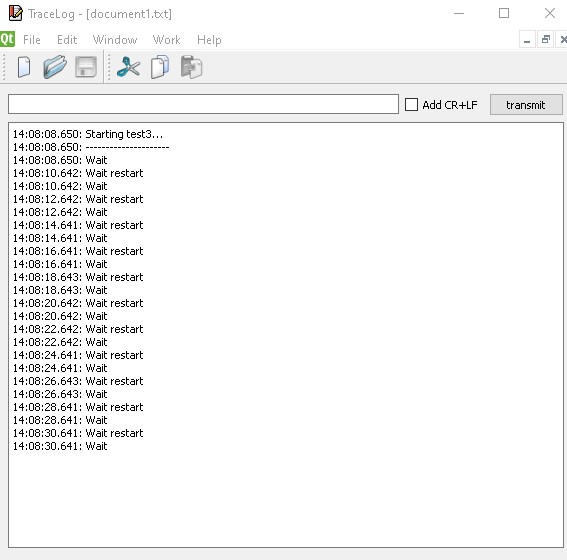 TraceLog - [document1.txt]
Qt File Edit Window Work Help
Add CR+LF transmit
14:08:08.650: Starting test3...
14:08:08.650: ---------------------
14:08:08.650: Wait
14:08:10.642: Wait restart
14:08:10.642: Wait
14:08:12.642: Wait restart
14:08:12.642: Wait
14:08:14.641: Wait restart
14:08:14.641: Wait
14:08:16.641: Wait restart
14:08:16.641: Wait
14:08:18.643: Wait restart
14:08:18.643: Wait
14:08:20.642: Wait restart
14:08:20.642: Wait
14:08:22.642: Wait restart
14:08:22.642: Wait
14:08:24.641: Wait restart
14:08:24.641: Wait
14:08:26.643: Wait restart
14:08:26.643: Wait
14:08:28.641: Wait restart
14:08:28.641: Wait
14:08:30.641: Wait restart
14:08:30.641: Wait